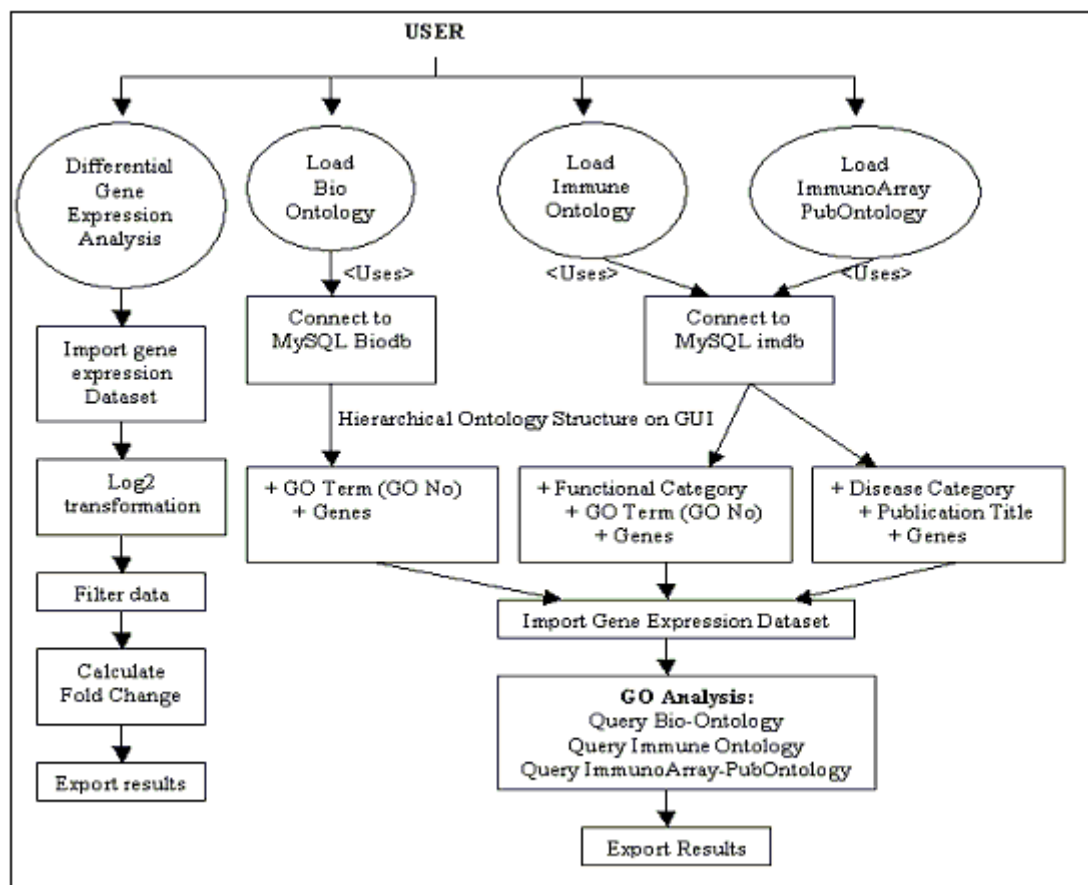 USER
Differential
Gene
Expression
Analysis
Load
Bio
Ontology
Load
Immune
Ontology
Load
ImmunoArray
PubOntology
<Uses>
<Uses>
<Uses>
Import gene
expression
Dataset
Connect to
MySQL Biodb
Connect to
MySQL imdb
Hierarchical Ontology Structure on GUI
Log2
transformation
+ GO Term (GO No)
+ Genes
+ Functional Category
+ GO Term (GO No)
+ Genes
+ Disease Category
+ Publication Title
+ Genes
Filter data
Import Gene Expression Dataset
Calculate
Fold Change
GO Analysis:
Query Bio-Ontology
Query Immune Ontology
Query ImmunoArray-PubOntology
Export results
Export Results